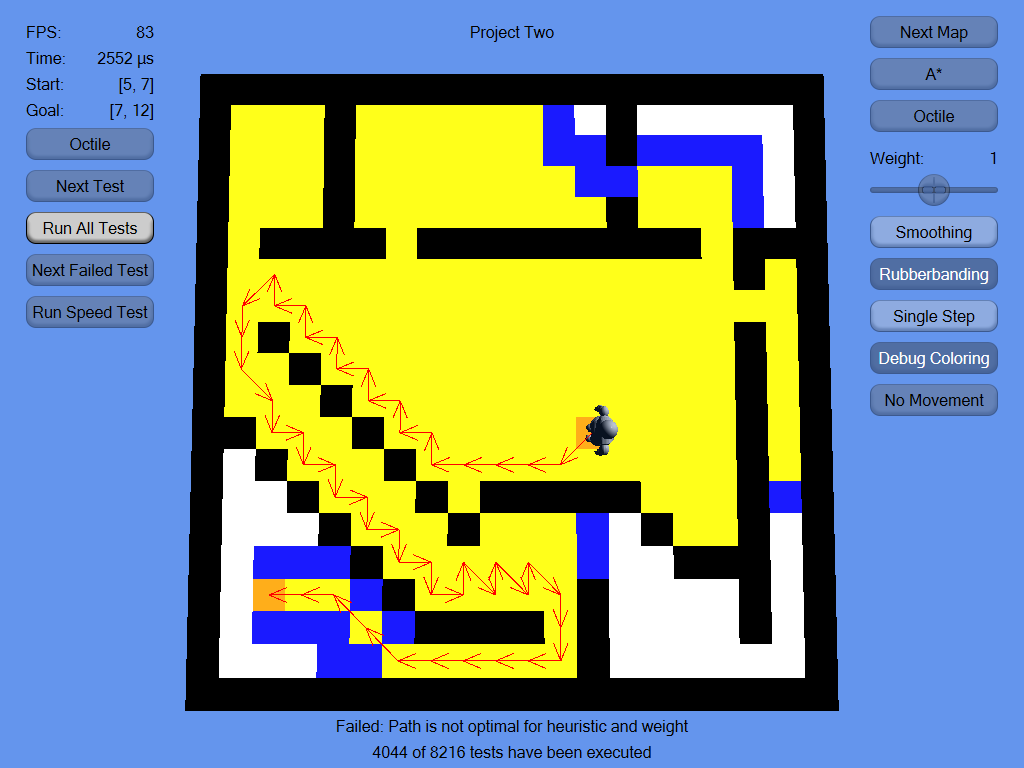 FPS: 83
Time: 2552 µs
Start: [5, 7]
Goal: [7, 12]
Octile
Next Test
Run All Tests
Next Failed Test
Run Speed Test
Project Two
Next Map
A*
Octile
Weight: 1
Smoothing
Rubberbanding
Single Step
Debug Coloring
No Movement
Failed: Path is not optimal for heuristic and weight
4044 of 8216 tests have been executed